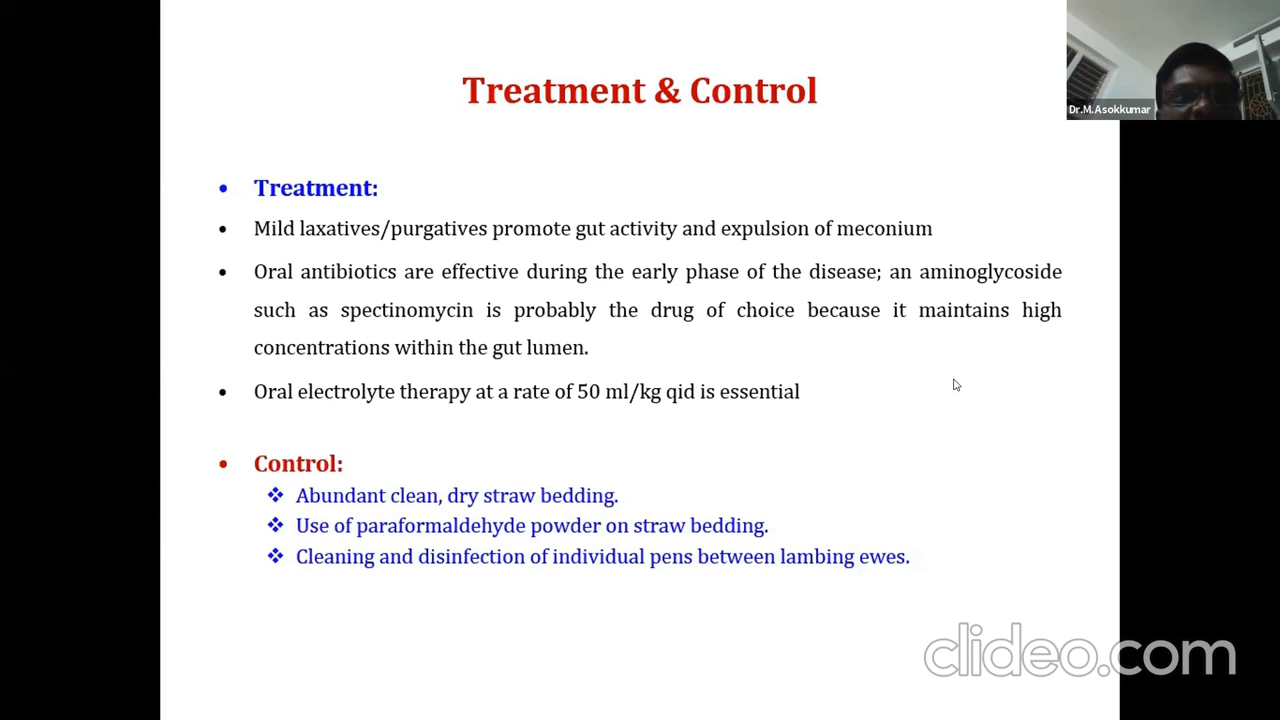 Treatment & Control
Dr.M.Asokkumar
• Treatment:
• Mild laxatives/purgatives promote gut activity and expulsion of meconium
• Oral antibiotics are effective during the early phase of the disease; an aminoglycoside
such as spectinomycin is probably the drug of choice because it maintains high
concentrations within the gut lumen.
• Oral electrolyte therapy at a rate of 50 ml/kg qid is essential
• Control:
❖ Abundant clean, dry straw bedding.
❖ Use of paraformaldehyde powder on straw bedding.
❖ Cleaning and disinfection of individual pens between lambing ewes.
clideo.com